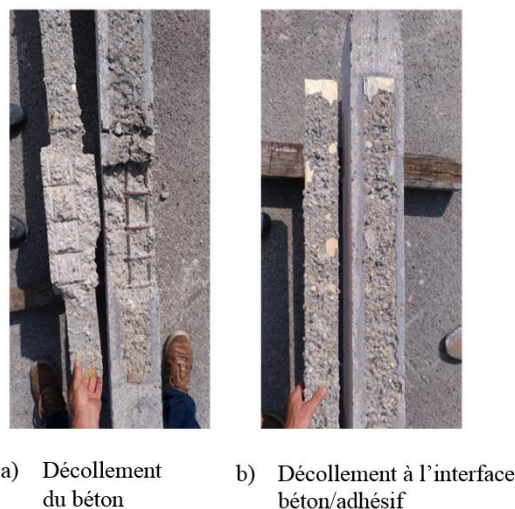 a) Décollement
du béton
b) Décollement à l’interface
béton/adhésif